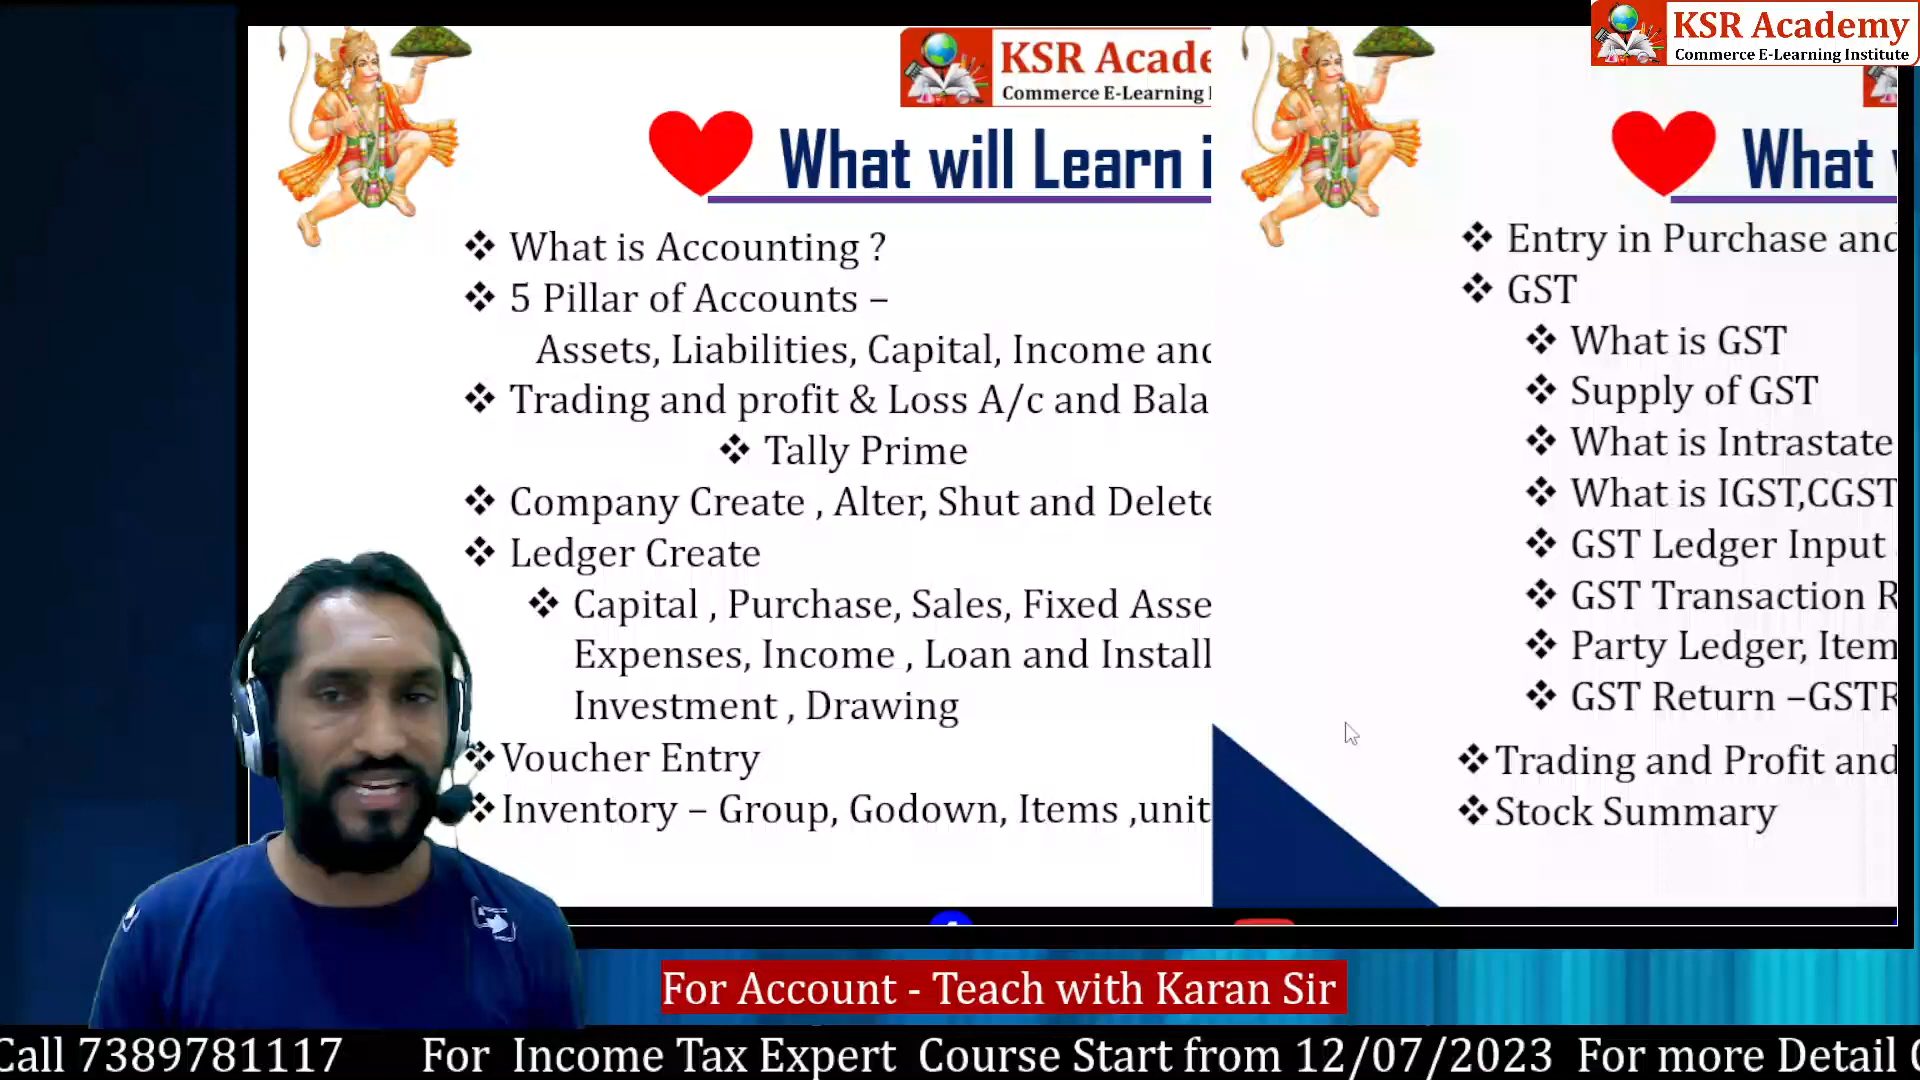 KSR Academy
Commerce E-Learning Institute
KSR Acade
Commerce E-Learning
What will Learn i
❖ What is Accounting ?
❖ 5 Pillar of Accounts –
Assets, Liabilities, Capital, Income and
❖ Trading and profit & Loss A/c and Bala
❖ Tally Prime
❖ Company Create , Alter, Shut and Delete
❖ Ledger Create
❖ Capital , Purchase, Sales, Fixed Asse
Expenses, Income , Loan and Install
Investment , Drawing
❖ Voucher Entry
❖ Inventory – Group, Godown, Items ,unit
What
❖ Entry in Purchase and
❖ GST
❖ What is GST
❖ Supply of GST
❖ What is Intrastate
❖ What is IGST,CGST
❖ GST Ledger Input
❖ GST Transaction R
❖ Party Ledger, Item
❖ GST Return –GSTR
❖ Trading and Profit and
❖ Stock Summary
For Account - Teach with Karan Sir
Call 7389781117 For Income Tax Expert Course Start from 12/07/2023 For more Detail